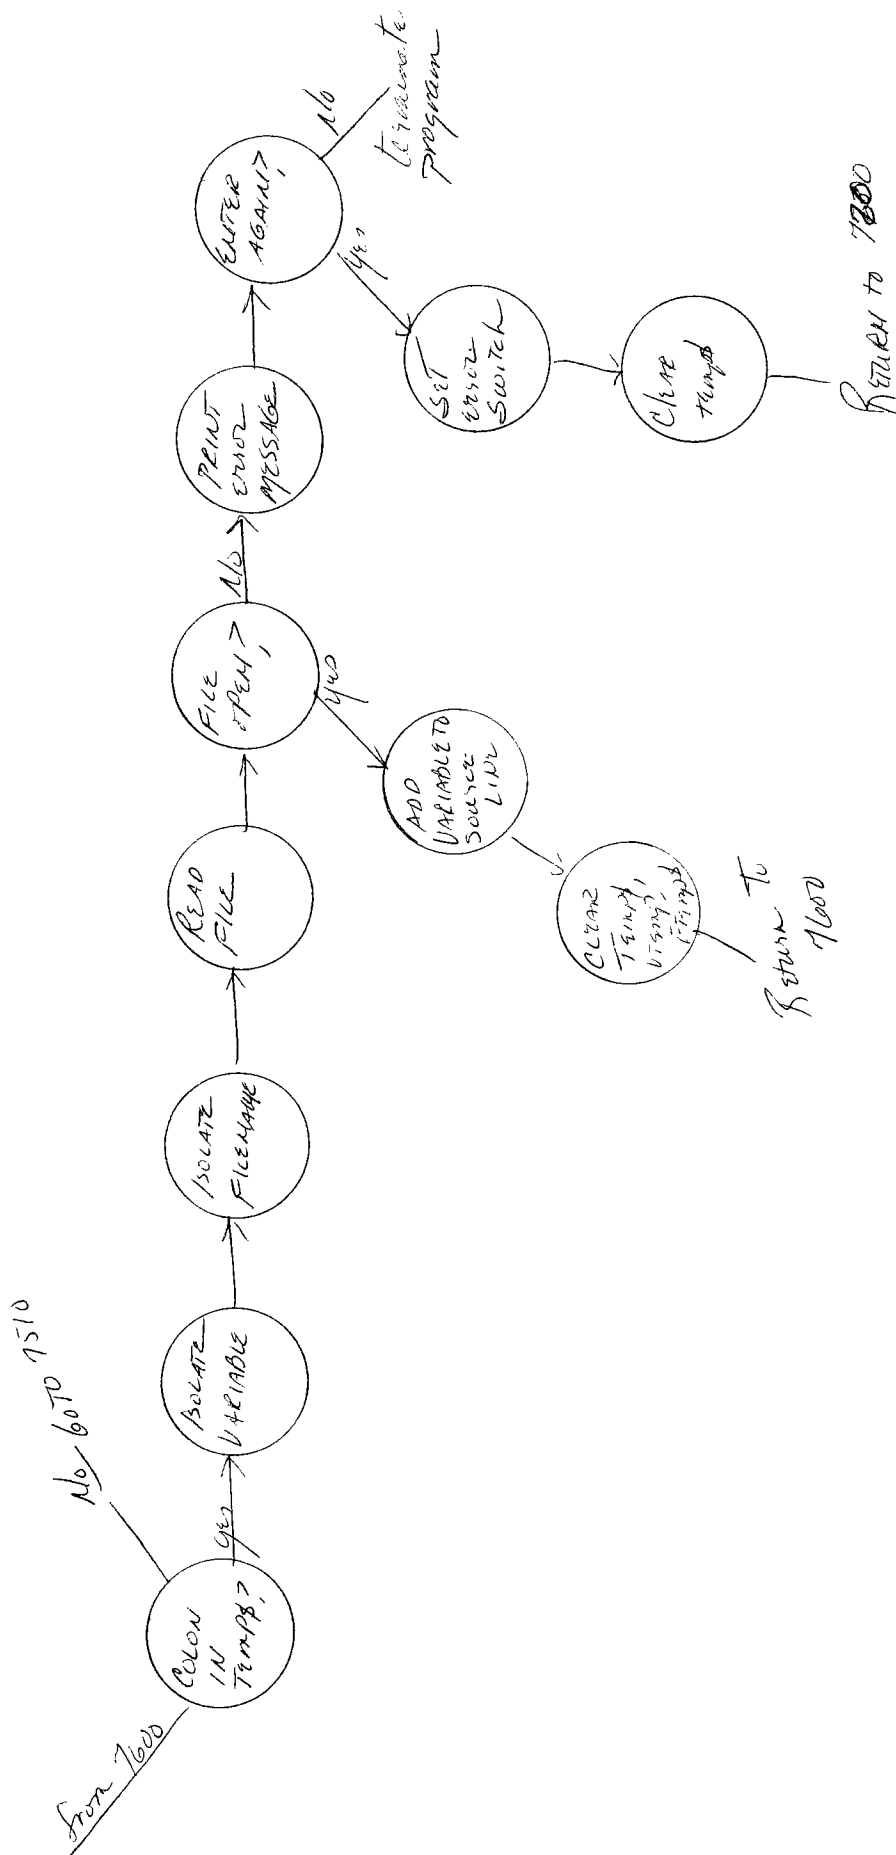 from 7600
COLON
IN
TEMP$?
No GOTO 7510
Yes
ISOLATE
VARIABLE
ISOLATE
FILENAME
READ
FILE
FILE
OPEN?
No
PRINT
ERROR
MESSAGE
ENTER
AGAIN?
No
terminate
program
Yes
SET
ERROR
SWITCH
Clear
temp$
RETURN to
Yes
ADD
VARIABLE TO
SOURCE
LINE
CLEAR
Temp$,
Vtemp$,
Ftemp$
Return To
7600